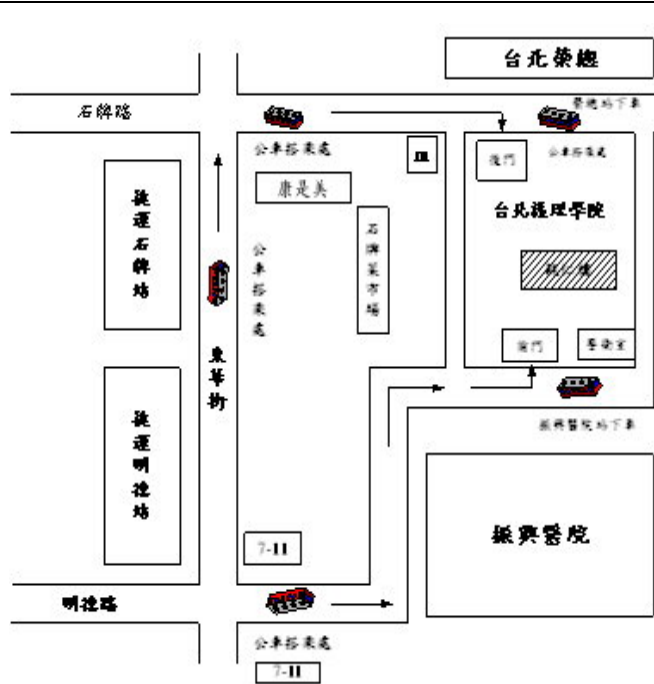 台北榮總
石牌路
榮總站下車
公車搭乘處
後門
公車搭乘處
康是美
台北護理學院
捷運石牌站
石牌菜市場
公車搭乘處
前門
警衛室
東華街
振興醫院站下車
捷運明德站
振興醫院
7-11
明德路
公車搭乘處
7-11